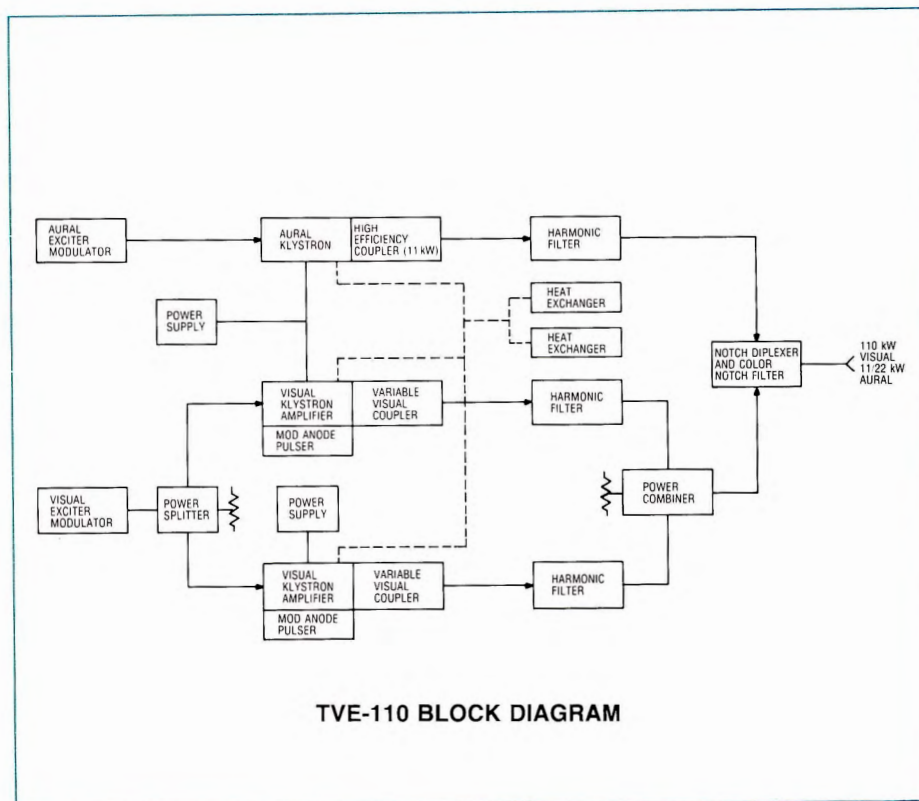 AURAL
EXCITER
MODULATOR
AURAL
KLYSTRON
HIGH
EFFICIENCY
COUPLER (11 kW)
HARMONIC
FILTER
POWER
SUPPLY
HEAT
EXCHANGER
HEAT
EXCHANGER
NOTCH DIPLEXER
AND COLOR
NOTCH FILTER
110 kW
VISUAL
11/22 kW
AURAL
VISUAL
KLYSTRON
AMPLIFIER
MOD ANODE
PULSER
VARIABLE
VISUAL
COUPLER
HARMONIC
FILTER
VISUAL
EXCITER
MODULATOR
POWER
SPLITTER
POWER
SUPPLY
POWER
COMBINER
VISUAL
KLYSTRON
AMPLIFIER
MOD ANODE
PULSER
VARIABLE
VISUAL
COUPLER
HARMONIC
FILTER
TVE-110 BLOCK DIAGRAM